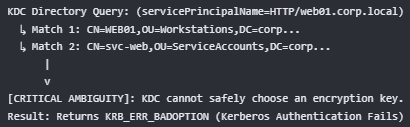 KDC Directory Query: (servicePrincipalName=HTTP/web01.corp.local)
↳ Match 1: CN=WEB01,OU=Workstations,DC=corp...
↳ Match 2: CN=svc-web,OU=ServiceAccounts,DC=corp...
|
v
[CRITICAL AMBIGUITY]: KDC cannot safely choose an encryption key.
Result: Returns KRB_ERR_BADOPTION (Kerberos Authentication Fails)